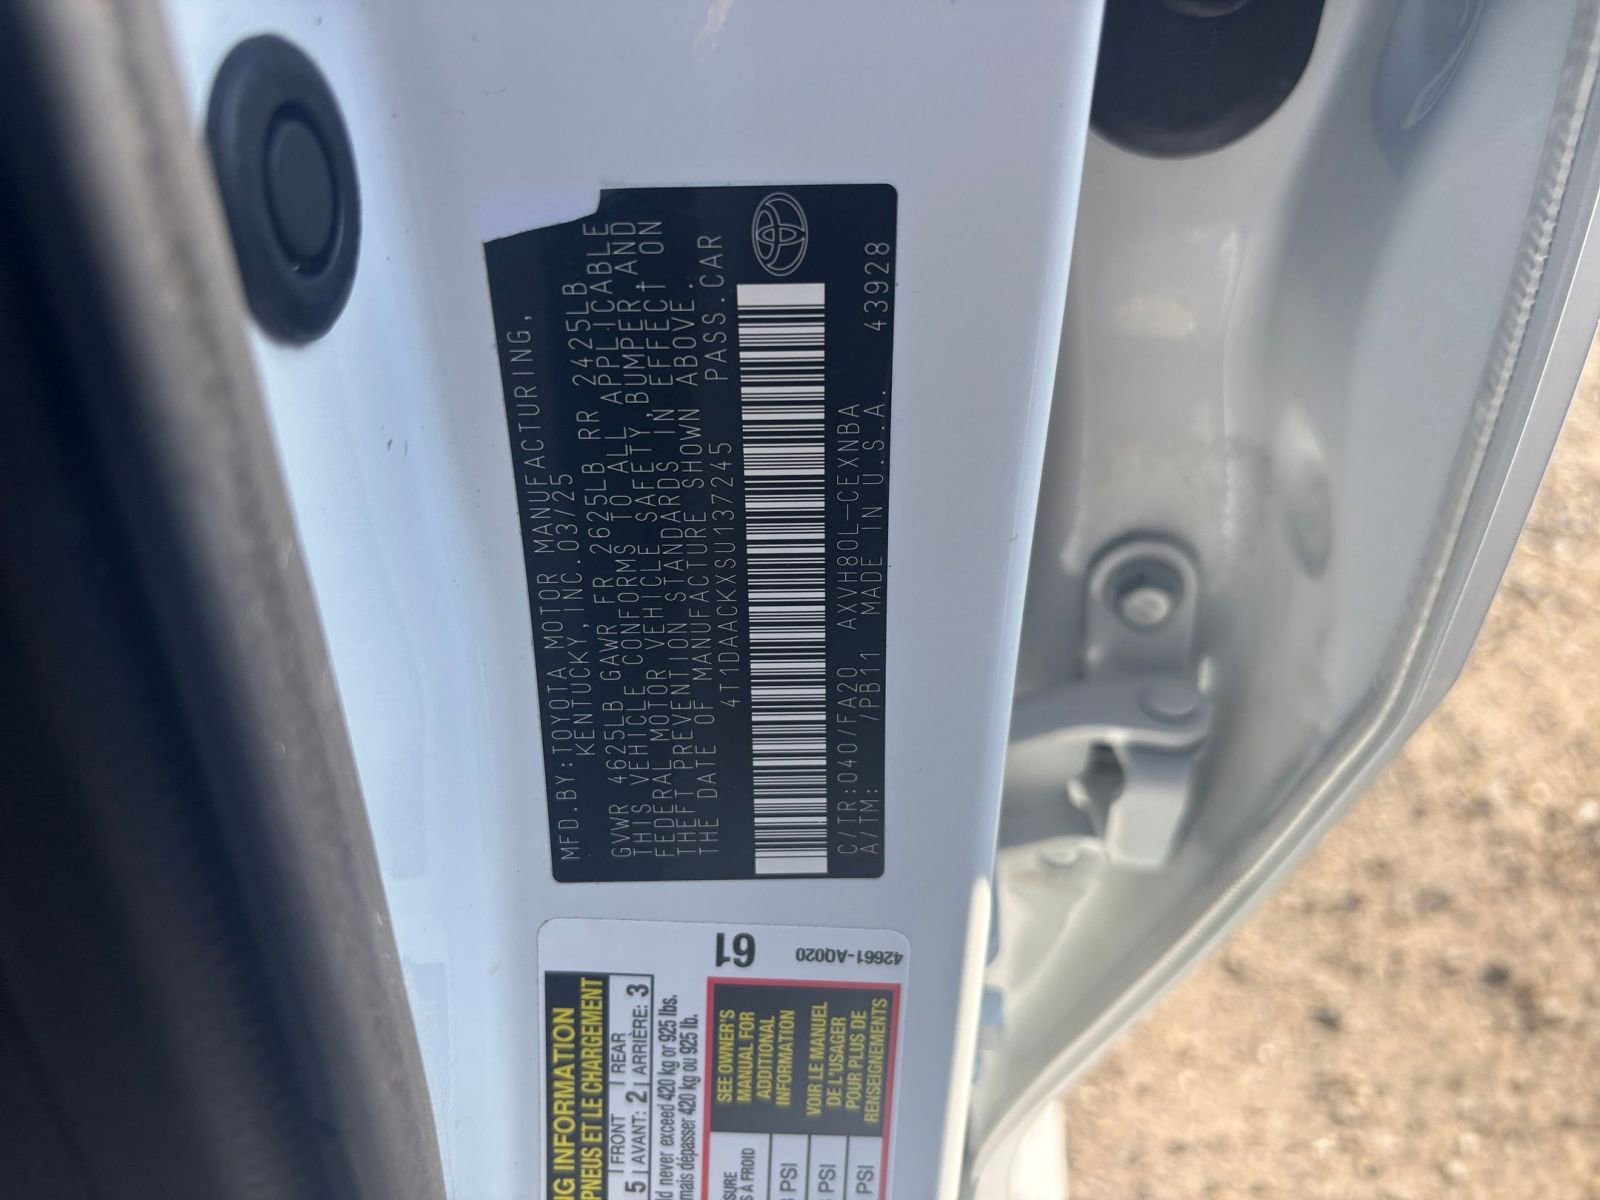 MFD.BY:TOYOTA MOTOR MANUFACTURING,
KENTUCKY,INC.03/25
GVWR 4625LB GAWR FR 2625LB RR 2425LB
THIS VEHICLE CONFORMS TO ALL APPLICABLE
FEDERAL MOTOR VEHICLE SAFETY,BUMPER,AND
THEFT PREVENTION STANDARDS IN EFFECT ON
THE DATE OF MANUFACTURE SHOWN ABOVE.
4T1DAACKXSU137245 PASS.CAR
C/TR:040/FA20 AXVH80L-CEXNBA 43928
A/TM: /PB11 MADE IN U.S.A.
NG INFORMATION
PNEUS ET LE CHARGEMENT
5 FRONT REAR
AVANT: 2 ARRIÈRE: 3
ld never exceed 420 kg or 925 lbs.
mais dépasser 420 kg ou 925 lb.
61
42661-AQ020
SURE
S À FROID
PSI
PSI
PSI
SEE OWNER'S
MANUAL FOR
ADDITIONAL
INFORMATION
VOIR LE MANUEL
DE L'USAGER
POUR PLUS DE
RENSEIGNEMENTS